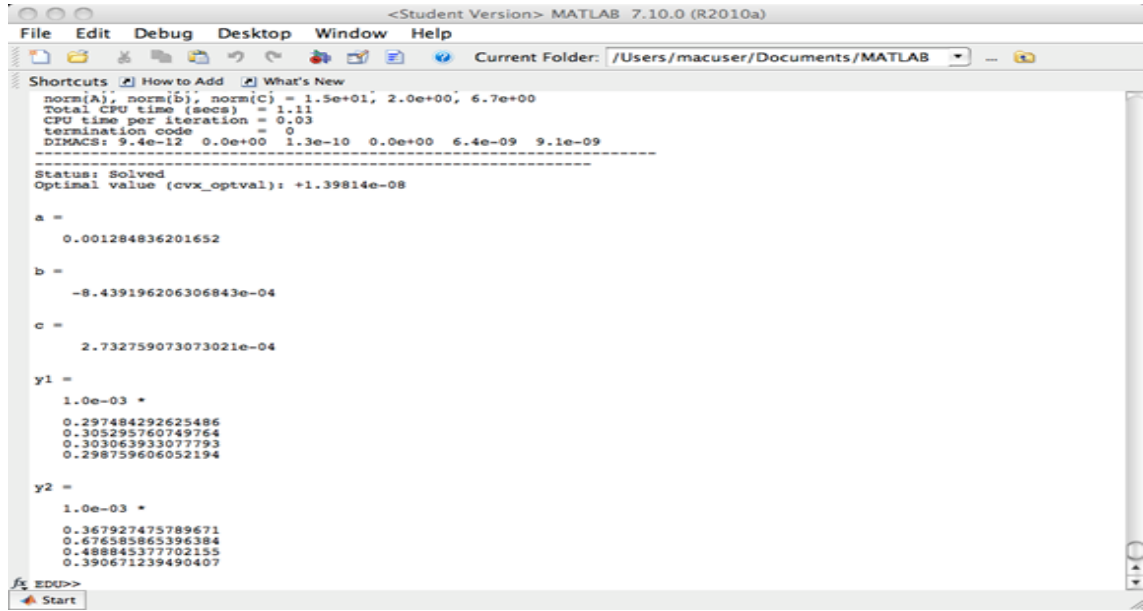 <Student Version> MATLAB 7.10.0 (R2010a)
File Edit Debug Desktop Window Help
Current Folder: /Users/macuser/Documents/MATLAB
Shortcuts How to Add What's New
norm(A), norm(b), norm(C) = 1.5e+01, 2.0e+00, 6.7e+00
Total CPU time (secs) = 1.11
CPU time per iteration = 0.03
termination code = 0
DIMACS: 9.4e-12 0.0e+00 1.3e-10 0.0e+00 6.4e-09 9.1e-09
-------------------------------------------------------------------
------------------------------------------------------------
Status: Solved
Optimal value (cvx_optval): +1.39814e-08
a =
0.001284836201652
b =
-8.439196206306843e-04
c =
2.732759073073021e-04
y1 =
1.0e-03 *
0.297484292625486
0.305295760749764
0.303063933077793
0.298759606052194
y2 =
1.0e-03 *
0.367927475789671
0.676585865396384
0.488845377702155
0.390671239490407
fx EDU>>
Start